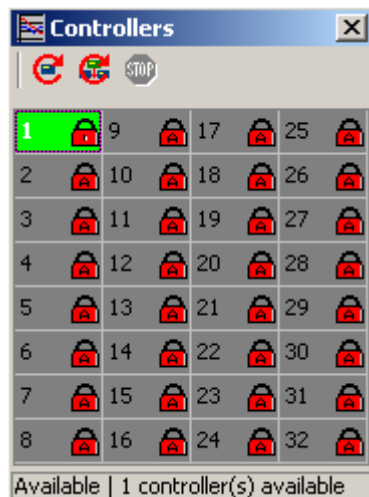 Controllers
STOP
1 A 9 A 17 A 25 A
2 A 10 A 18 A 26 A
3 A 11 A 19 A 27 A
4 A 12 A 20 A 28 A
5 A 13 A 21 A 29 A
6 A 14 A 22 A 30 A
7 A 15 A 23 A 31 A
8 A 16 A 24 A 32 A
Available | 1 controller(s) available